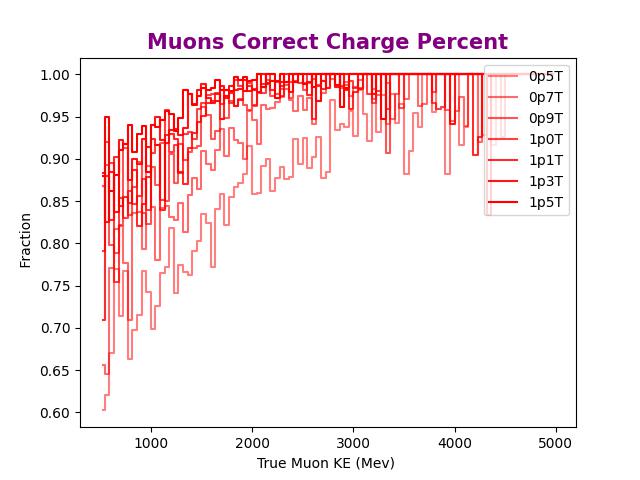 Muons Correct Charge Percent
1.00
0.95
0.90
0.85
0.80
0.75
0.70
0.65
0.60
Fraction
1000
2000
3000
4000
5000
True Muon KE (Mev)
0p5T
0p7T
0p9T
1p0T
1p1T
1p3T
1p5T